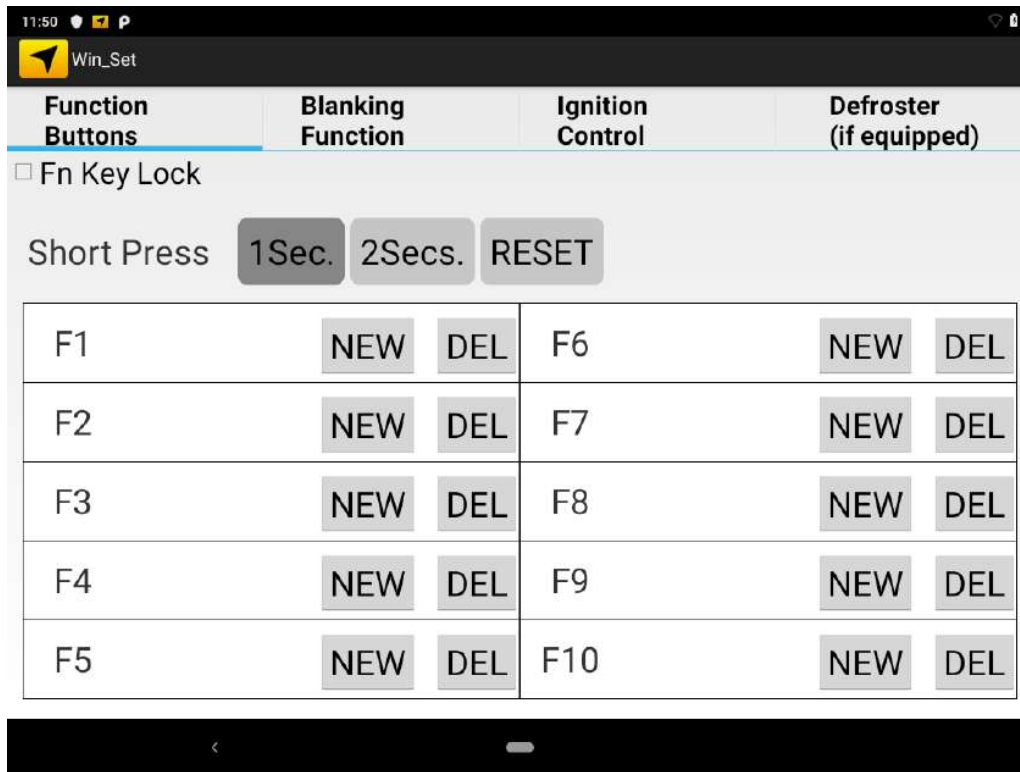 11:50
Win_Set
Function Buttons
Blanking Function
Ignition Control
Defroster (if equipped)
Fn Key Lock
Short Press 1Sec. 2Secs. RESET
F1 NEW DEL F6 NEW DEL
F2 NEW DEL F7 NEW DEL
F3 NEW DEL F8 NEW DEL
F4 NEW DEL F9 NEW DEL
F5 NEW DEL F10 NEW DEL